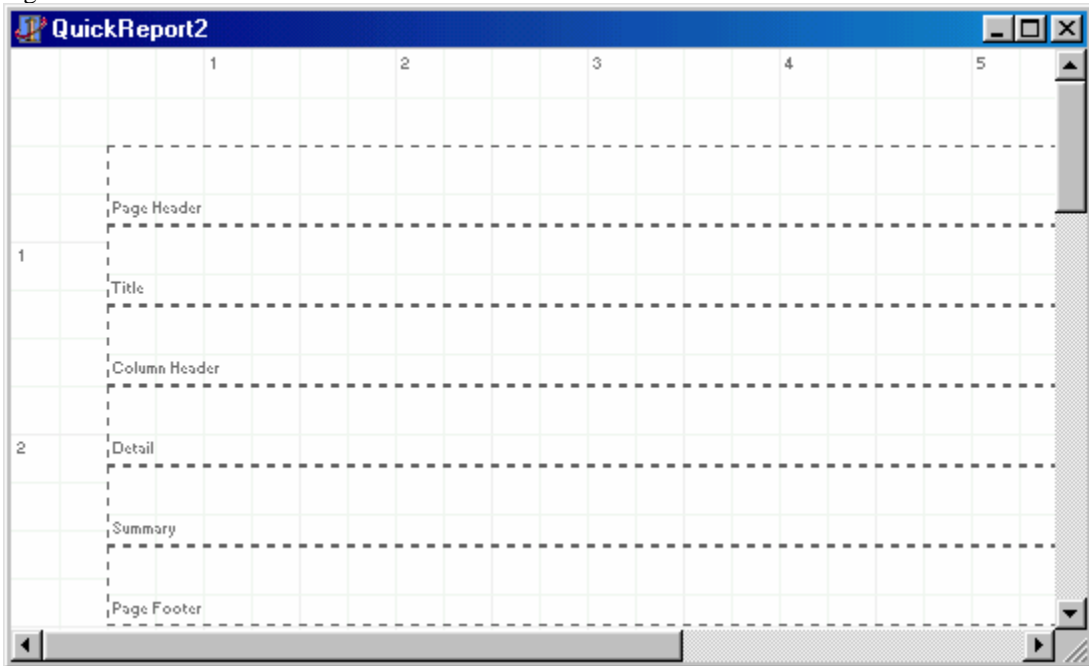 QuickReport2
1 2 3 4 5
Page Header
1
Title
Column Header
2 Detail
Summary
Page Footer